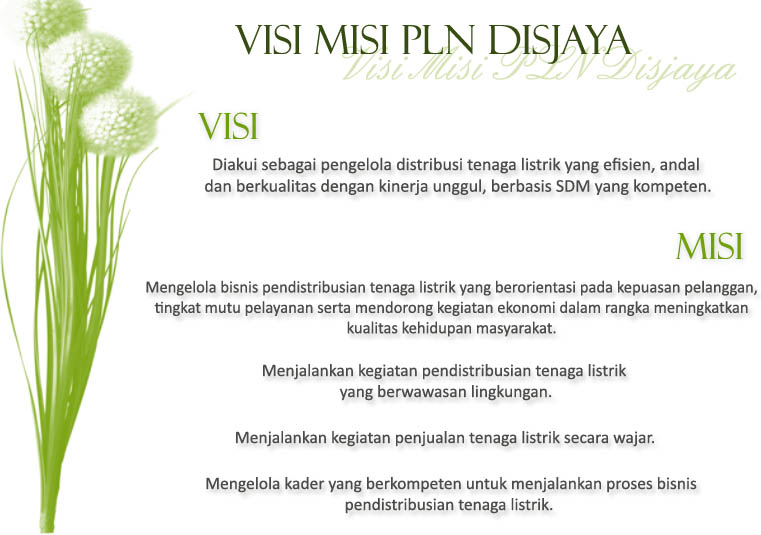 VISI MISI PLN DISJAYA
Visi Misi PLN Disjaya
VISI
Diakui sebagai pengelola distribusi tenaga listrik yang efisien, andal
dan berkualitas dengan kinerja unggul, berbasis SDM yang kompeten.
MISI
Mengelola bisnis pendistribusian tenaga listrik yang berorientasi pada kepuasan pelanggan,
tingkat mutu pelayanan serta mendorong kegiatan ekonomi dalam rangka meningkatkan
kualitas kehidupan masyarakat.
Menjalankan kegiatan pendistribusian tenaga listrik
yang berwawasan lingkungan.
Menjalankan kegiatan penjualan tenaga listrik secara wajar.
Mengelola kader yang berkompeten untuk menjalankan proses bisnis
pendistribusian tenaga listrik.